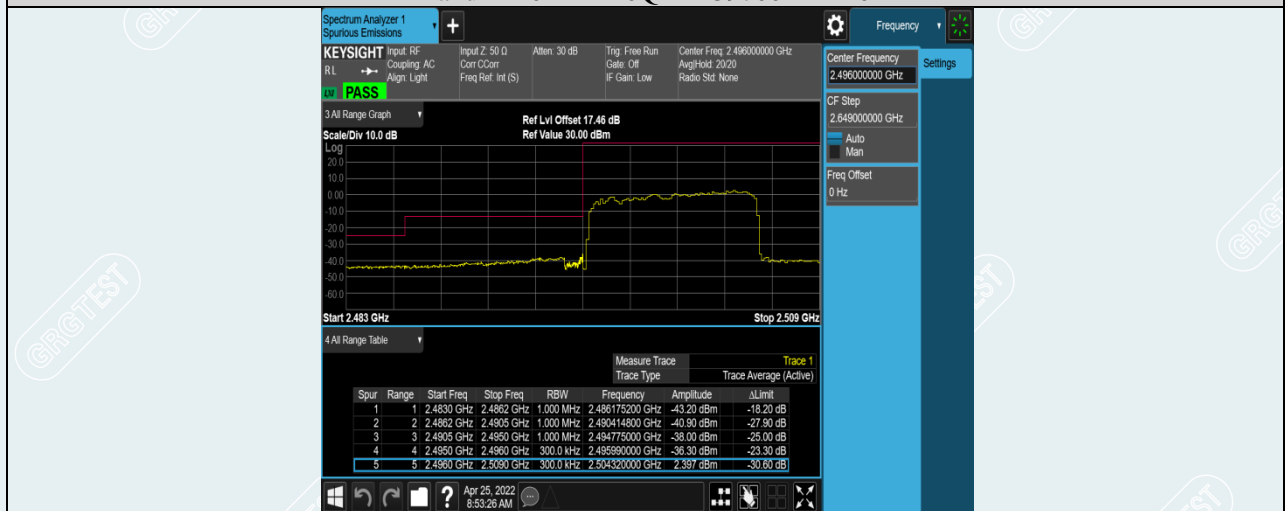 Spectrum Analyzer 1
Spurious Emissions
+
Frequency
KEYSIGHT
RL
LXI
PASS
Input: RF
Coupling: AC
Align: Light
Input Z: 50 Ω
Corr CCorr
Freq Ref: Int (S)
Atten: 30 dB
Trig: Free Run
Gate: Off
IF Gain: Low
Center Freq: 2.496000000 GHz
Avg|Hold: 20/20
Radio Std: None
Center Frequency
2.496000000 GHz
Settings
CF Step
2.649000000 GHz
Auto
Man
Freq Offset
0 Hz
3 All Range Graph
Scale/Div 10.0 dB
Ref Lvl Offset 17.46 dB
Ref Value 30.00 dBm
Log
20.0
10.0
0.00
-10.0
-20.0
-30.0
-40.0
-50.0
-60.0
Start 2.483 GHz Stop 2.509 GHz
4 All Range Table
Measure Trace Trace 1
Trace Type Trace Average (Active)
Spur Range Start Freq Stop Freq RBW Frequency Amplitude ΔLimit
1 1 2.4830 GHz 2.4862 GHz 1.000 MHz 2.486175200 GHz -43.20 dBm -18.20 dB
2 2 2.4862 GHz 2.4905 GHz 1.000 MHz 2.490414800 GHz -40.90 dBm -27.90 dB
3 3 2.4905 GHz 2.4950 GHz 1.000 MHz 2.494775000 GHz -38.00 dBm -25.00 dB
4 4 2.4950 GHz 2.4960 GHz 300.0 kHz 2.495990000 GHz -36.30 dBm -23.30 dB
5 5 2.4960 GHz 2.5090 GHz 300.0 kHz 2.504320000 GHz 2.397 dBm -30.60 dB
?
Apr 25, 2022
8:53:26 AM
GRGTEST
GRGTEST